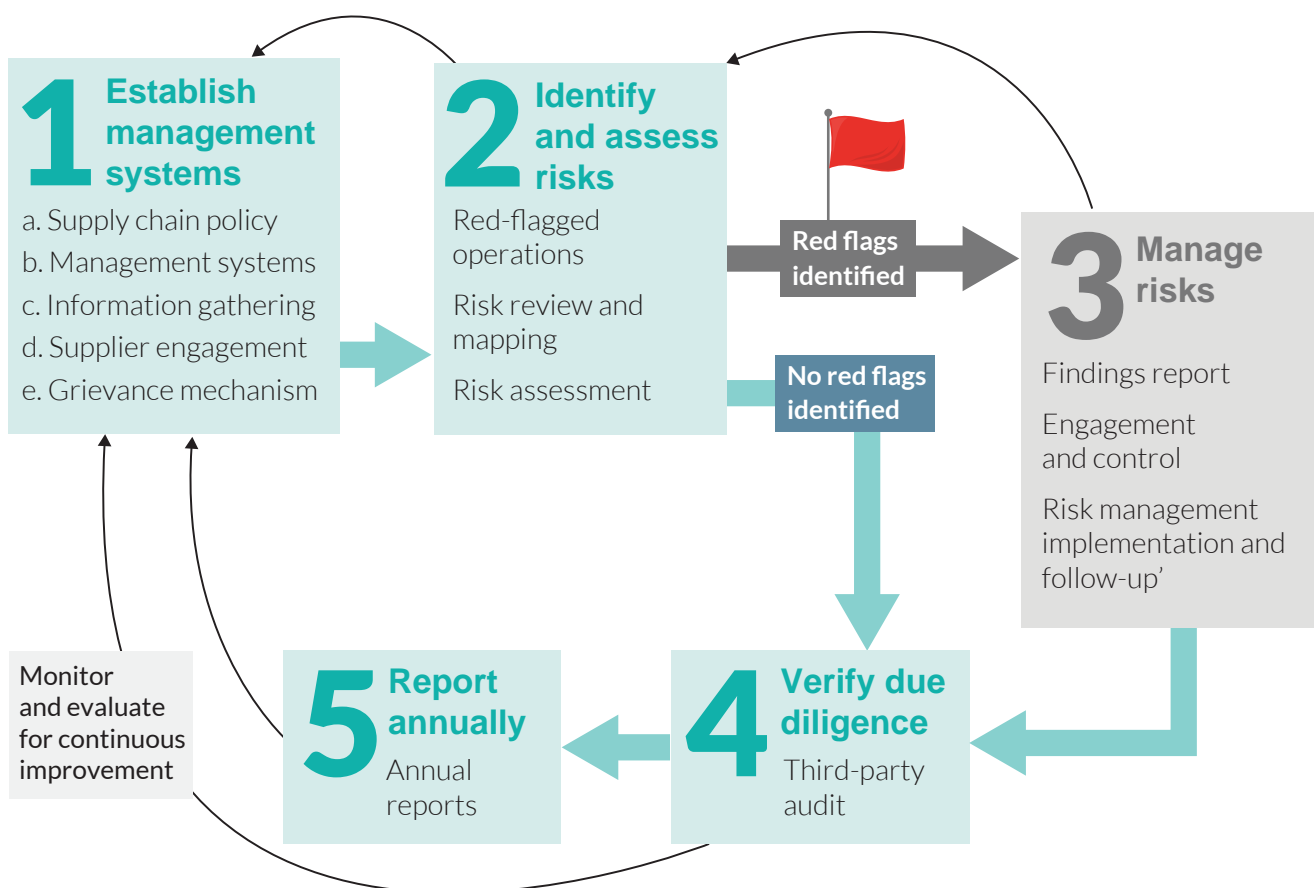 1
Establish
management
systems
a. Supply chain policy
b. Management systems
c. Information gathering
d. Supplier engagement
e. Grievance mechanism
2
Identify
and assess
risks
Red-flagged
operations
Risk review and
mapping
Risk assessment
Red flags
identified
No red flags
identified
3
Manage
risks
Findings report
Engagement
and control
Risk management
implementation and
follow-up’
4
Verify due
diligence
Third-party
audit
5
Report
annually
Annual
reports
Monitor
and evaluate
for continuous
improvement